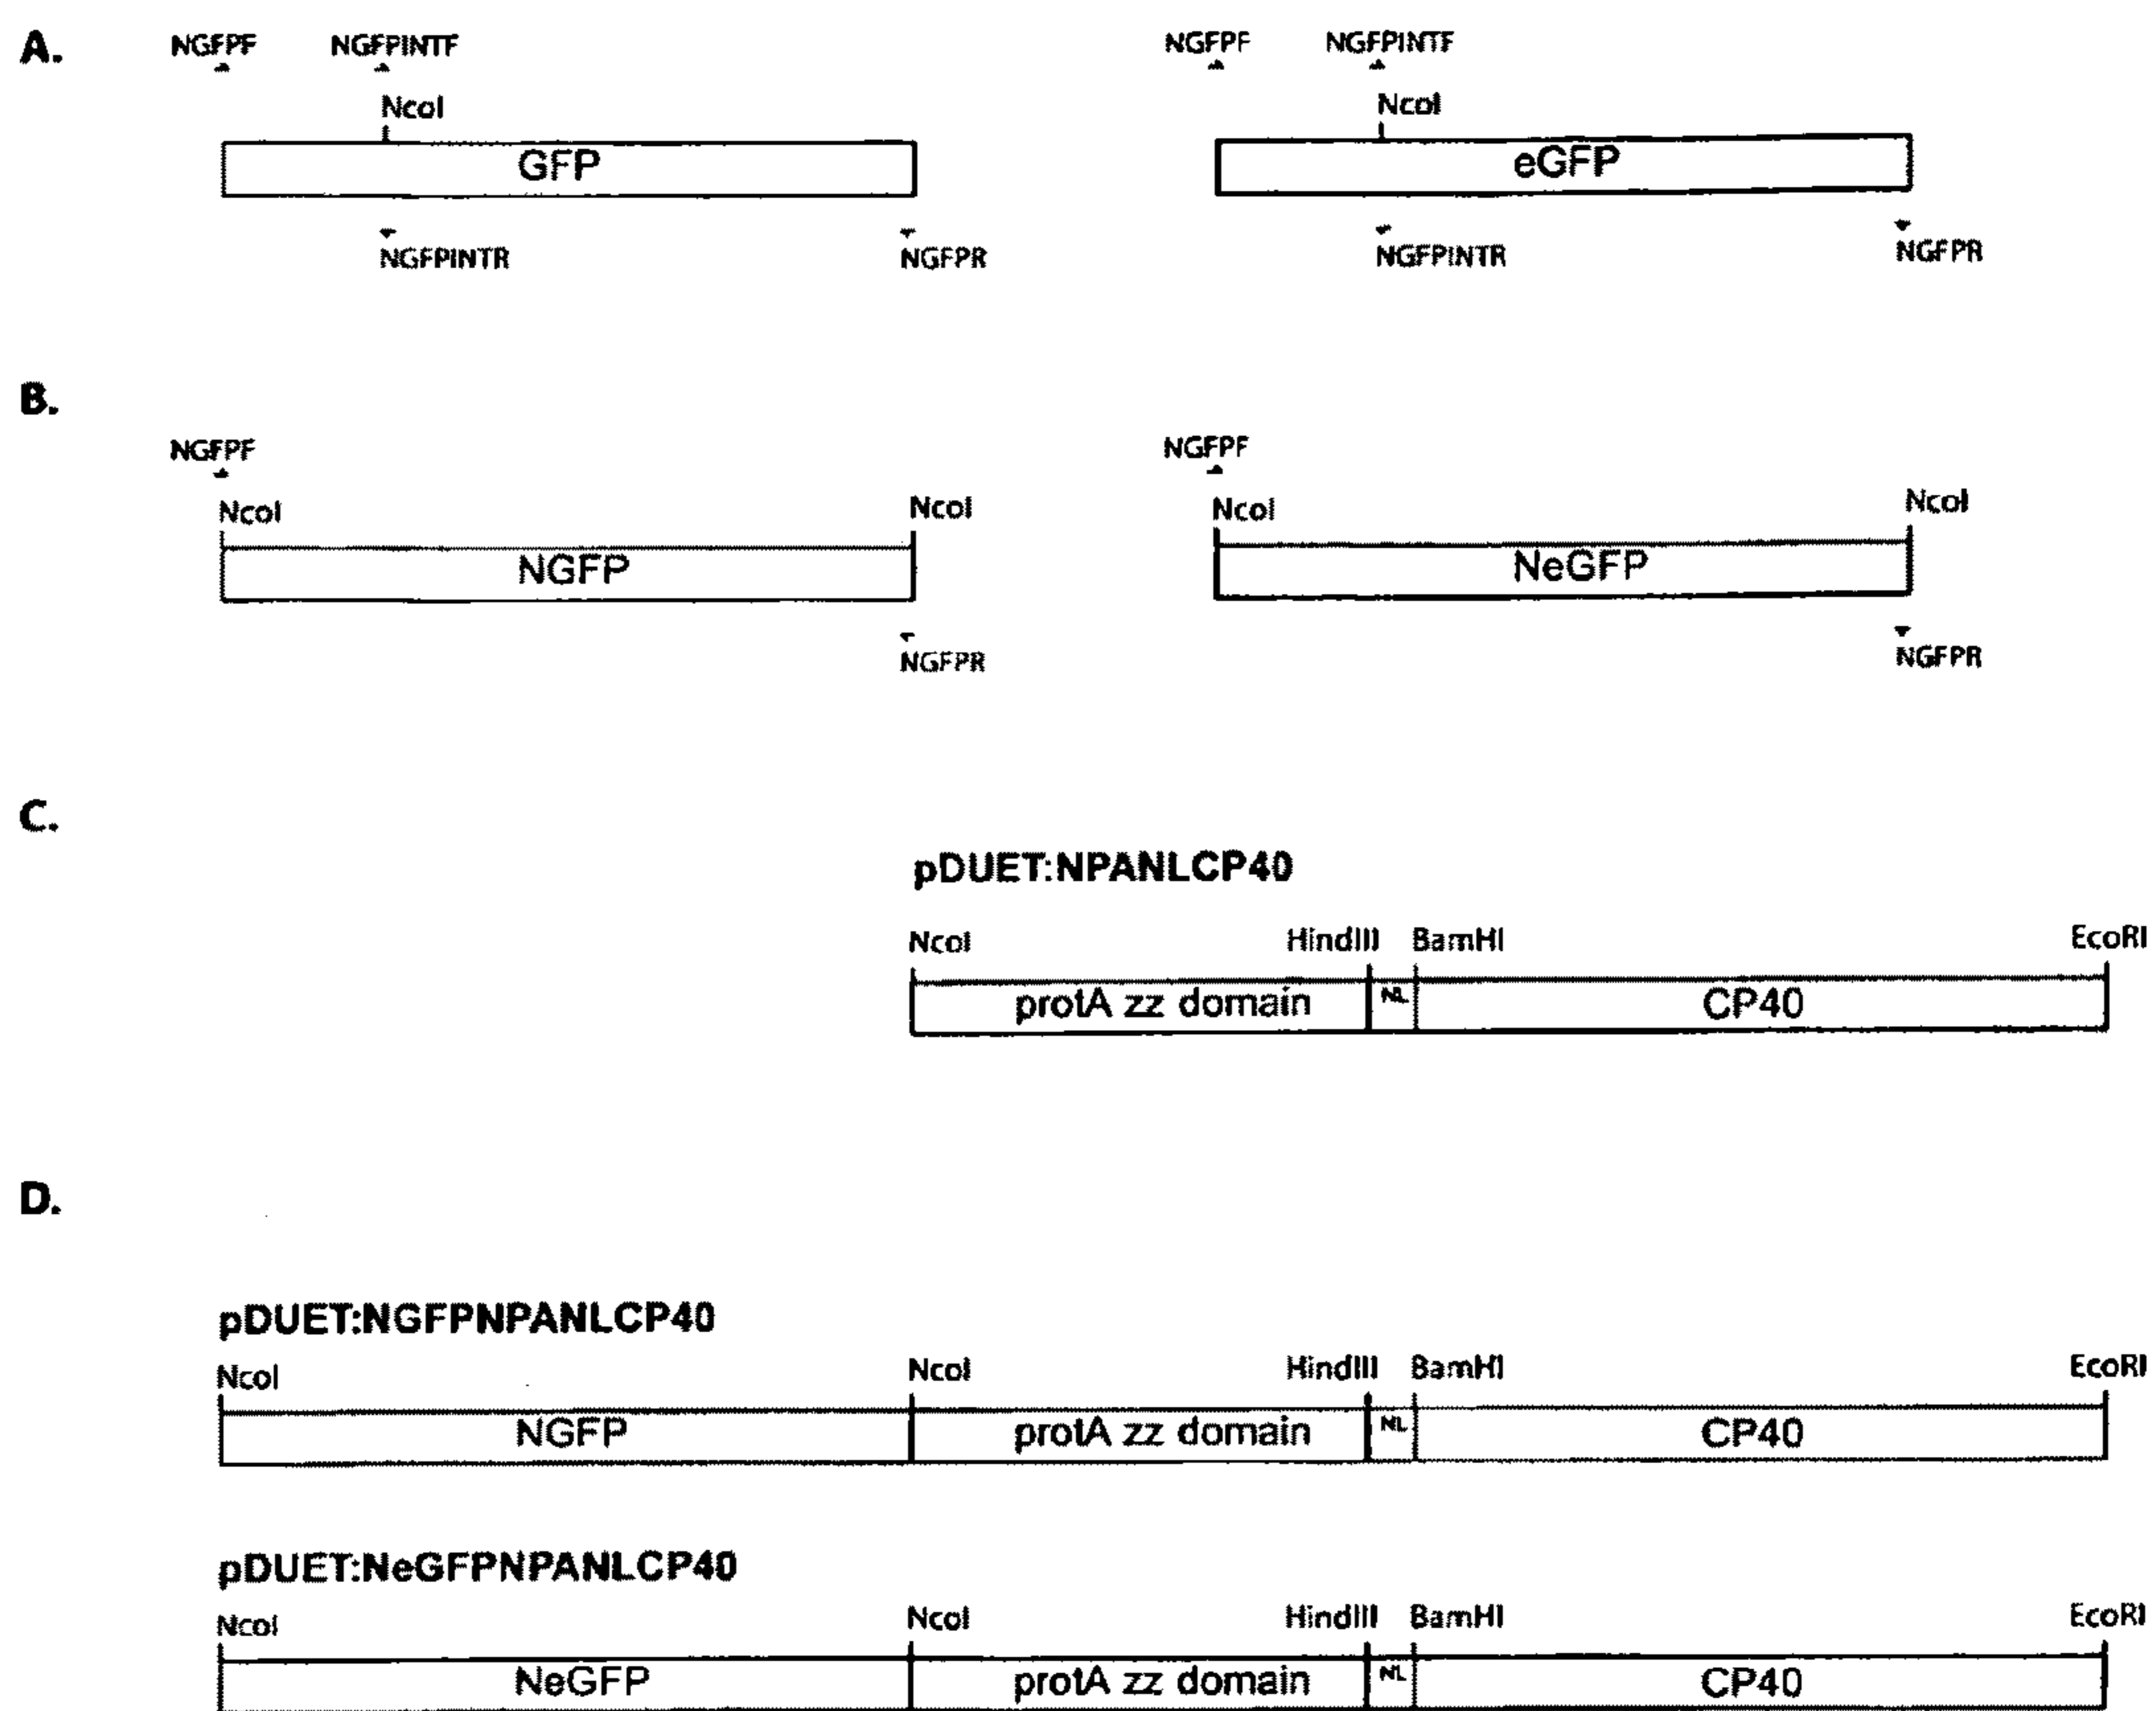 A.
NGFPF NGFPINTF NGFPF NGFPINTF
NcoI NcoI
GFP eGFP
NGFPINTR NGFPR NGFPINTR NGFPR
B.
NGFPF NGFPF
NcoI NcoI NcoI NcoI
NGFP NeGFP
NGFPR NGFPR
C.
pDUET:NPANLCP40
NcoI HindIII BamHI EcoRI
protA zz domain NL CP40
D.
pDUET:NGFPNPANLCP40
NcoI NcoI HindIII BamHI EcoRI
NGFP protA zz domain NL CP40
pDUET:NeGFPNPANLCP40
NcoI NcoI HindIII BamHI EcoRI
NeGFP protA zz domain NL CP40